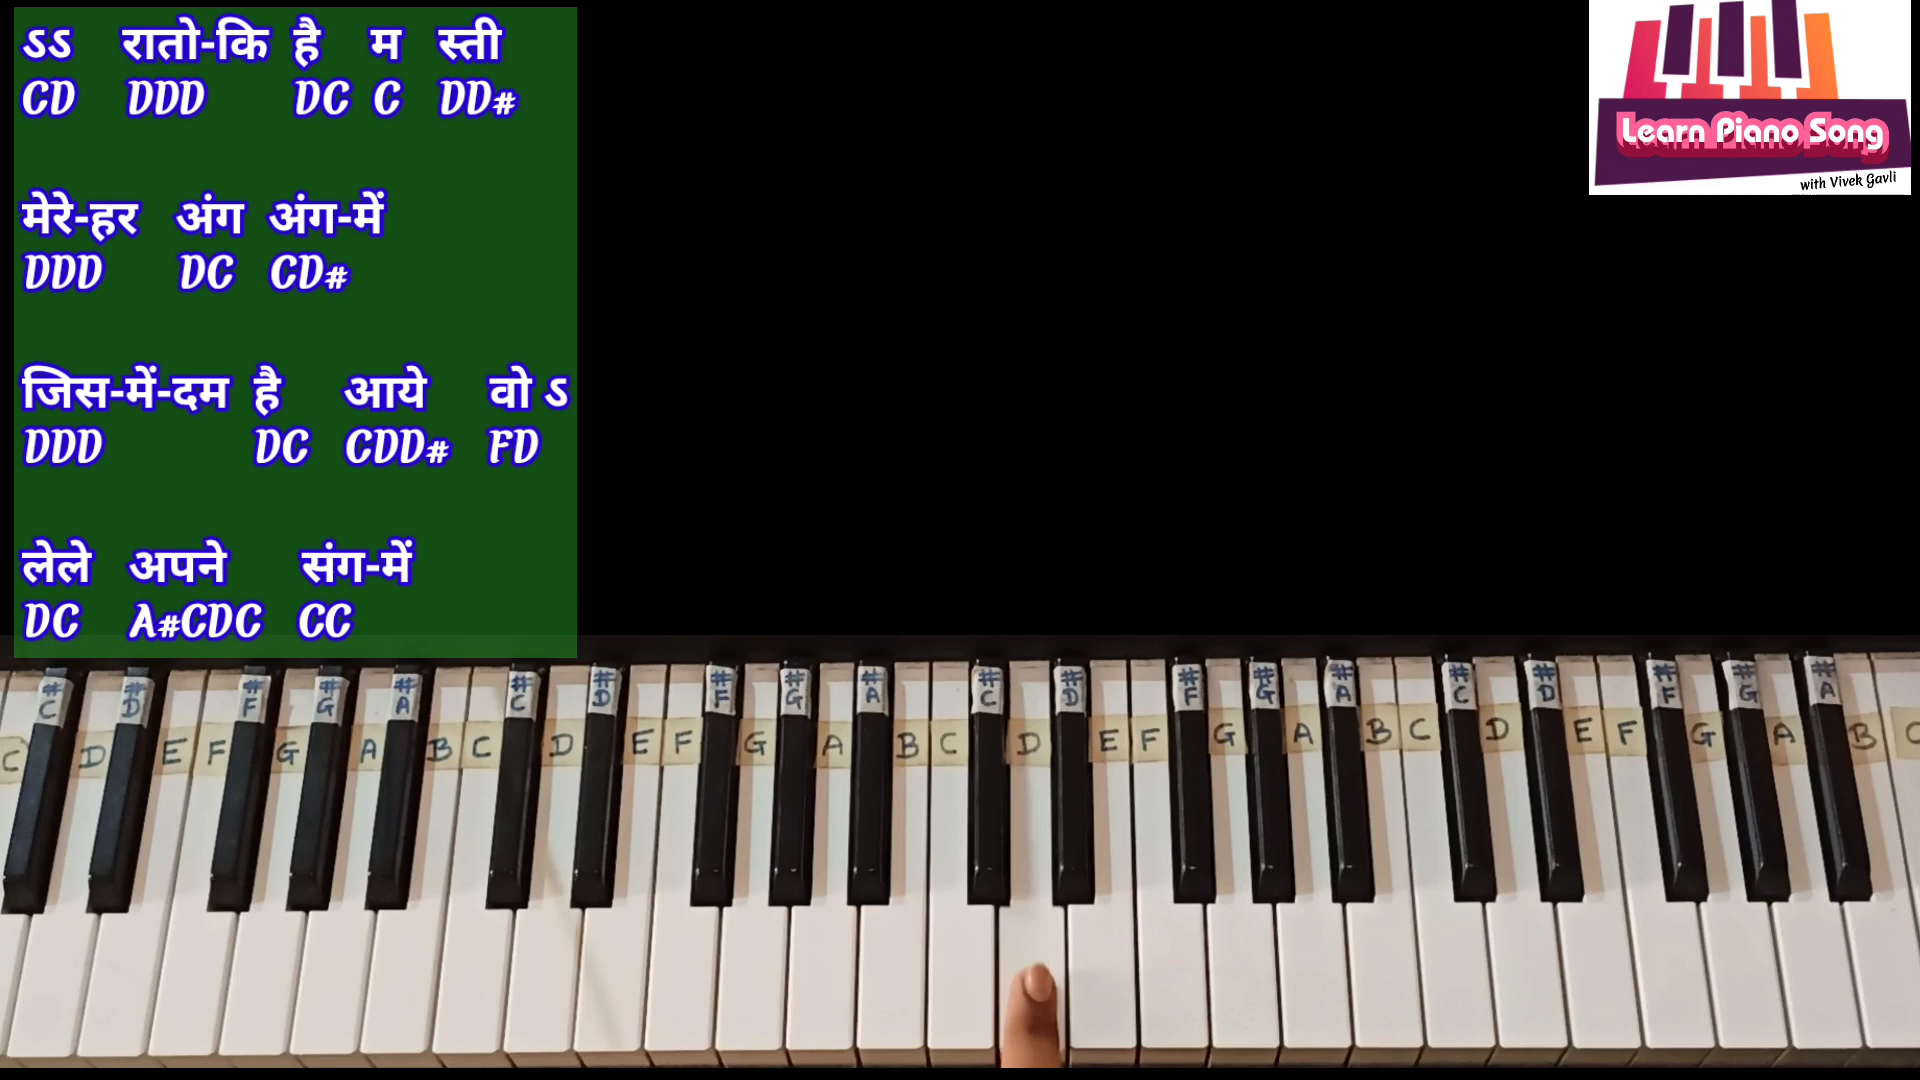 ऽऽ रातो-कि है म स्ती
CD DDD DC C DD#
मेरे-हर अंग अंग-में
DDD DC CD#
जिस-में-दम है आये वो ऽ
DDD DC CDD# FD
लेले अपने संग-में
DC A#CDC CC
Learn Piano Song
with Vivek Gavli
# # # # # # # # # # # # # # # # # # #
C D F G A C D F G A C D F G A C D F G A
C D E F G A B C D E F G A B C D E F G A B C D E F G A B C